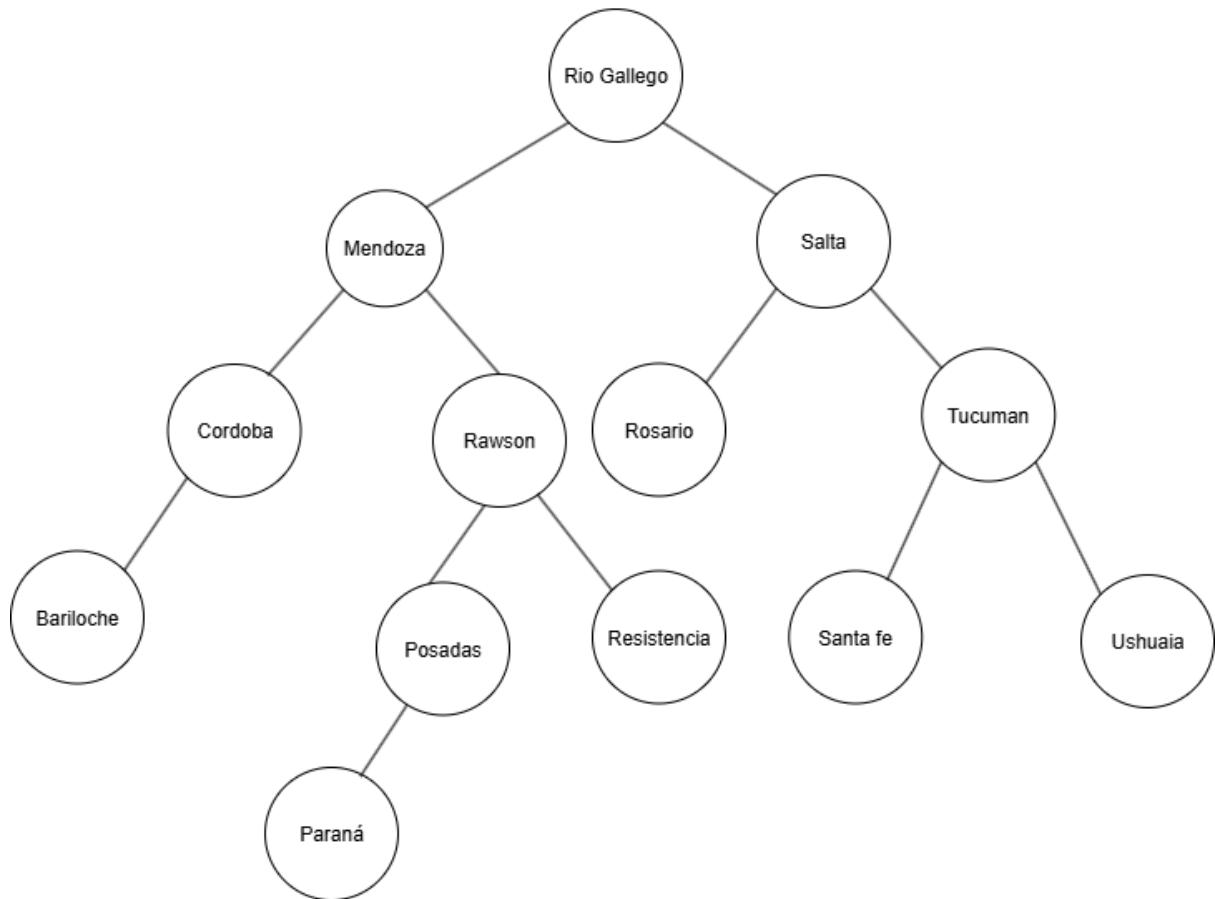 Rio Gallego
Mendoza
Salta
Cordoba
Rawson
Rosario
Tucuman
Bariloche
Posadas
Resistencia
Santa fe
Ushuaia
Paraná